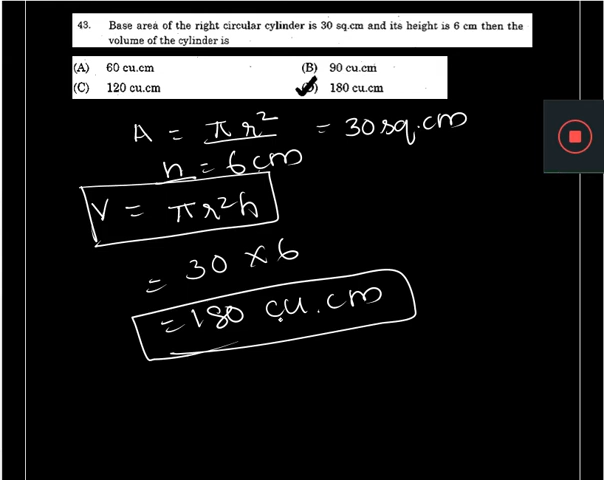 43. Base area of the right circular cylinder is 30 sq.cm and its height is 6 cm then the
volume of the cylinder is
(A) 60 cu.cm (B) 90 cu.cm
(C) 120 cu.cm ✓) 180 cu.cm
A = πr² = 30 sq.cm
h = 6 cm
V = πr²h
= 30 × 6
= 180 cu.cm